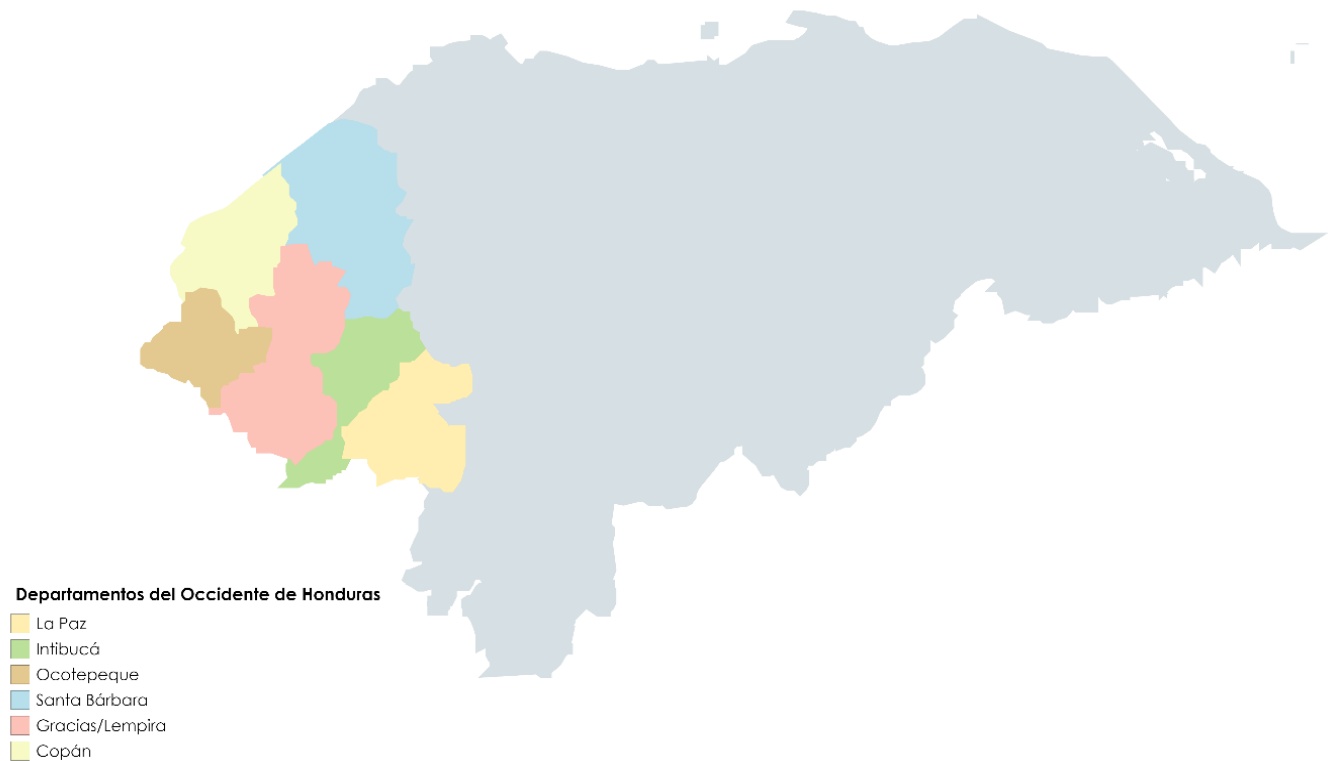 Departamentos del Occidente de Honduras
La Paz
Intibucá
Ocotepeque
Santa Bárbara
Gracias/Lempira
Copán